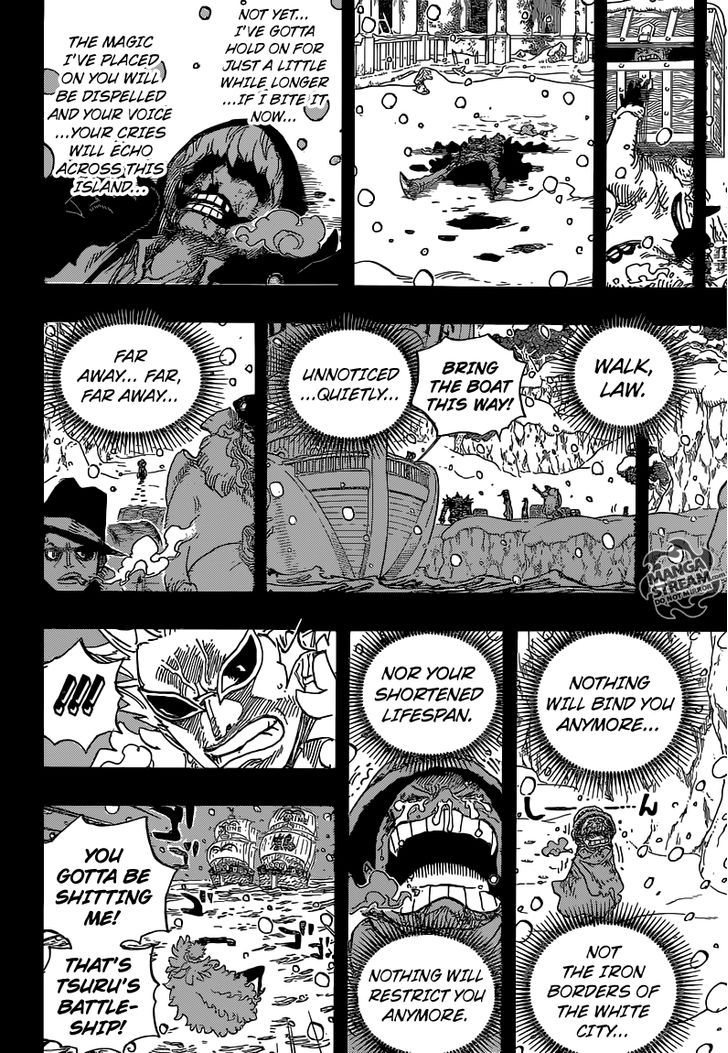 NOT YET...
I'VE GOTTA
HOLD ON FOR
JUST A LITTLE
WHILE LONGER
...IF I BITE IT
NOW...
THE MAGIC
I'VE PLACED
ON YOU WILL
BE DISPELLED
AND YOUR VOICE
...YOUR CRIES
WILL ECHO
ACROSS THIS
ISLAND...
WALK,
LAW.
BRING
THE BOAT
THIS WAY!
UNNOTICED
...QUIETLY...
FAR
AWAY... FAR,
FAR AWAY...
MANGA
STREAM
DO NOT MIRROR
NOTHING
WILL BIND YOU
ANYMORE...
ん
NOT
THE IRON
BORDERS OF
THE WHITE
CITY...
NOR YOUR
SHORTENED
LIFESPAN.
NOTHING WILL
RESTRICT YOU
ANYMORE.
!!!!
YOU
GOTTA BE
SHITTING
ME!
THAT'S
TSURU'S
BATTLE-
SHIP!